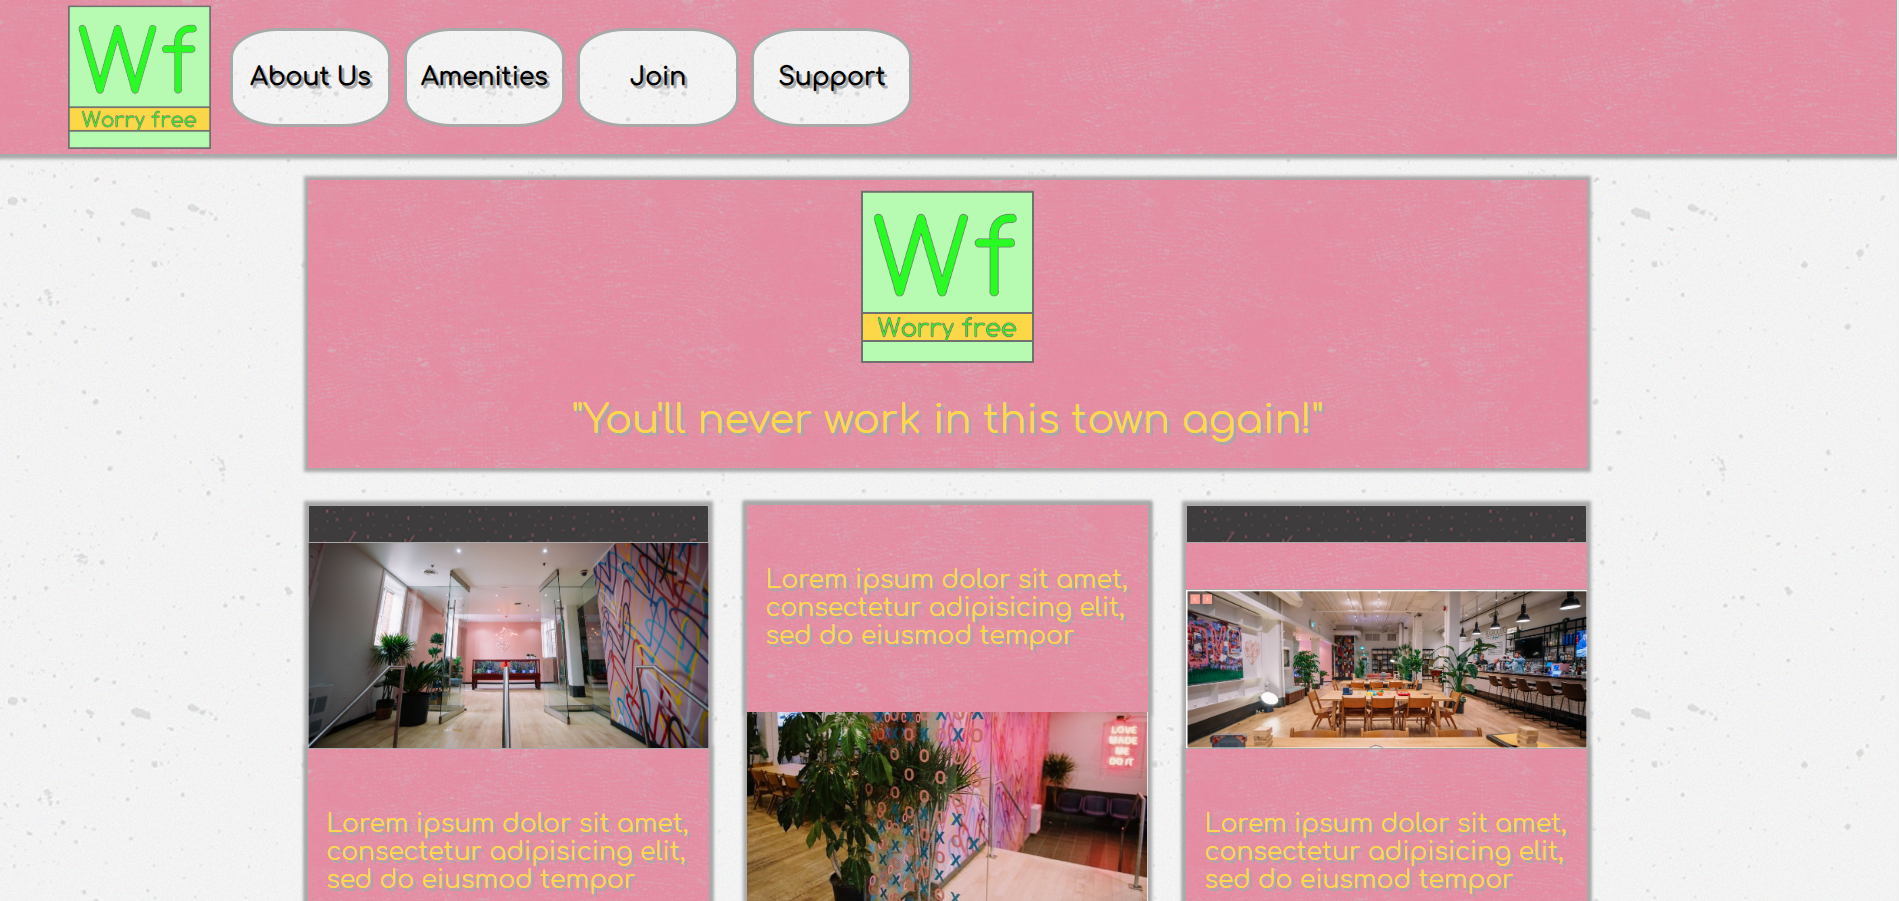 Wf
Worry free
About Us
Amenities
Join
Support
Wf
Worry free
"You'll never work in this town again!"
Lorem ipsum dolor sit amet,
consectetur adipisicing elit,
sed do eiusmod tempor
LOVE
MADE
ME
DO IT
Lorem ipsum dolor sit amet,
consectetur adipisicing elit,
sed do eiusmod tempor
Lorem ipsum dolor sit amet,
consectetur adipisicing elit,
sed do eiusmod tempor